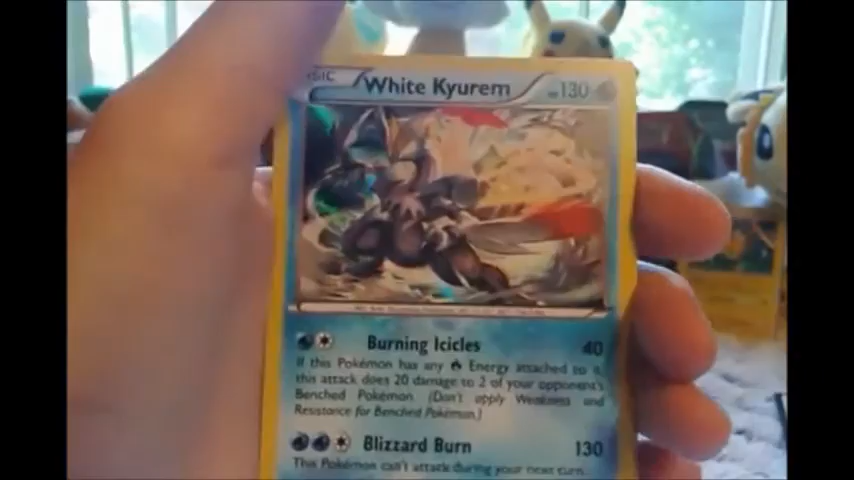 White Kyurem 130
Burning Icicles 40
If this Pokémon has any Energy attached to it,
this attack does 20 damage to 2 of your opponent's
Benched Pokémon. (Don't apply Weakness and
Resistance for Benched Pokémon.)
Blizzard Burn 130
This Pokémon can't attack during your next turn.